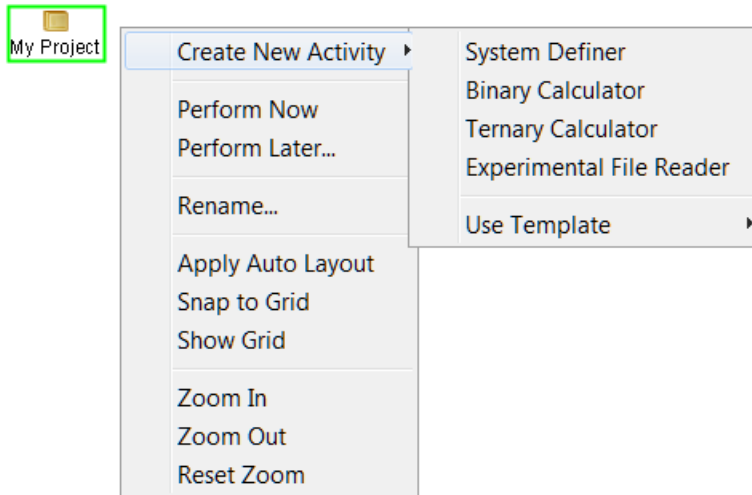 My Project
Create New Activity
Perform Now
Perform Later...
Rename...
Apply Auto Layout
Snap to Grid
Show Grid
Zoom In
Zoom Out
Reset Zoom
System Definer
Binary Calculator
Ternary Calculator
Experimental File Reader
Use Template